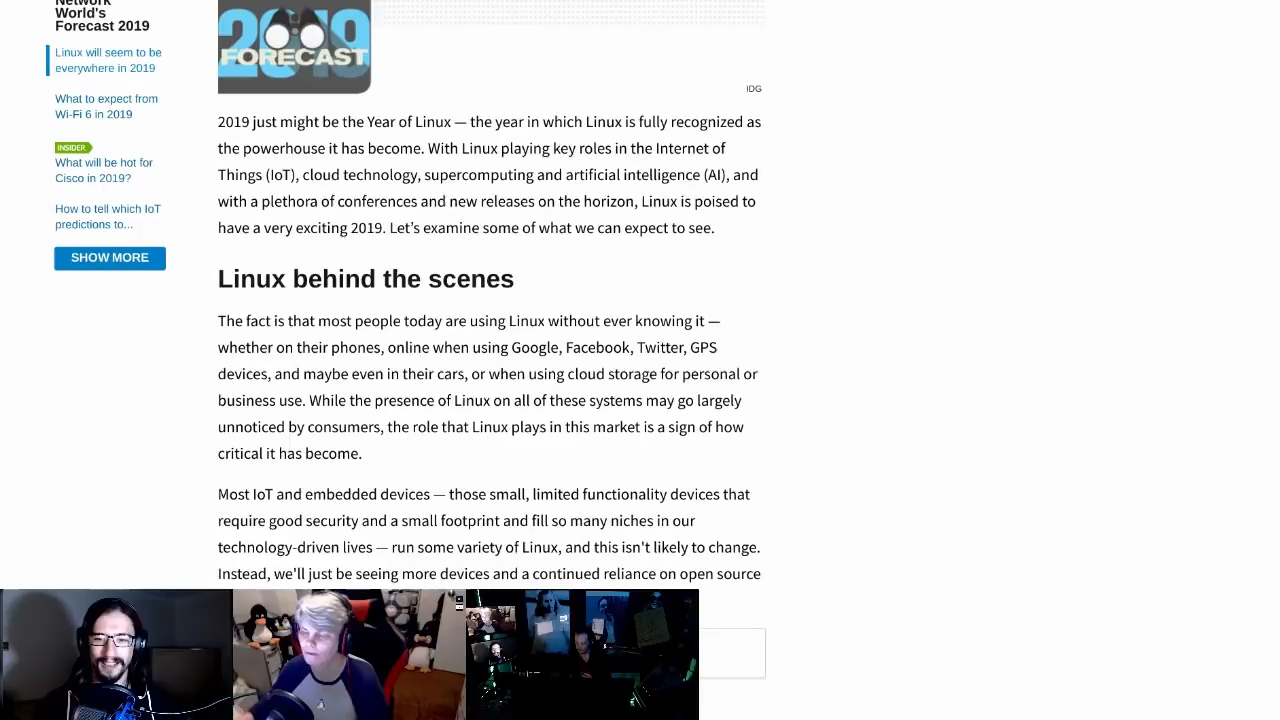 Network
World's
Forecast 2019
Linux will seem to be
everywhere in 2019
What to expect from
Wi-Fi 6 in 2019
INSIDER
What will be hot for
Cisco in 2019?
How to tell which IoT
predictions to...
SHOW MORE
2019
FORECAST
IDG
2019 just might be the Year of Linux — the year in which Linux is fully recognized as
the powerhouse it has become. With Linux playing key roles in the Internet of
Things (IoT), cloud technology, supercomputing and artificial intelligence (AI), and
with a plethora of conferences and new releases on the horizon, Linux is poised to
have a very exciting 2019. Let’s examine some of what we can expect to see.
Linux behind the scenes
The fact is that most people today are using Linux without ever knowing it —
whether on their phones, online when using Google, Facebook, Twitter, GPS
devices, and maybe even in their cars, or when using cloud storage for personal or
business use. While the presence of Linux on all of these systems may go largely
unnoticed by consumers, the role that Linux plays in this market is a sign of how
critical it has become.
Most IoT and embedded devices — those small, limited functionality devices that
require good security and a small footprint and fill so many niches in our
technology-driven lives — run some variety of Linux, and this isn't likely to change.
Instead, we'll just be seeing more devices and a continued reliance on open source